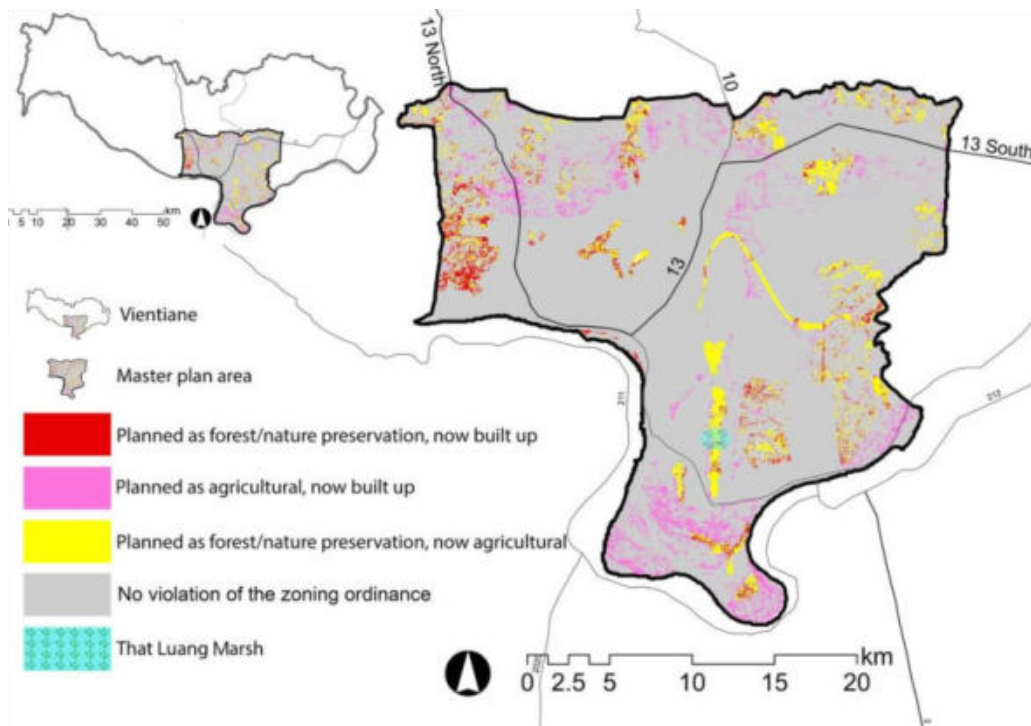 13 North
10
13 South
13
km
5 10 20 30 40 50
211
212
Vientiane
Master plan area
Planned as forest/nature preservation, now built up
Planned as agricultural, now built up
Planned as forest/nature preservation, now agricultural
No violation of the zoning ordinance
That Luang Marsh
km
0 2.5 5 10 15 20